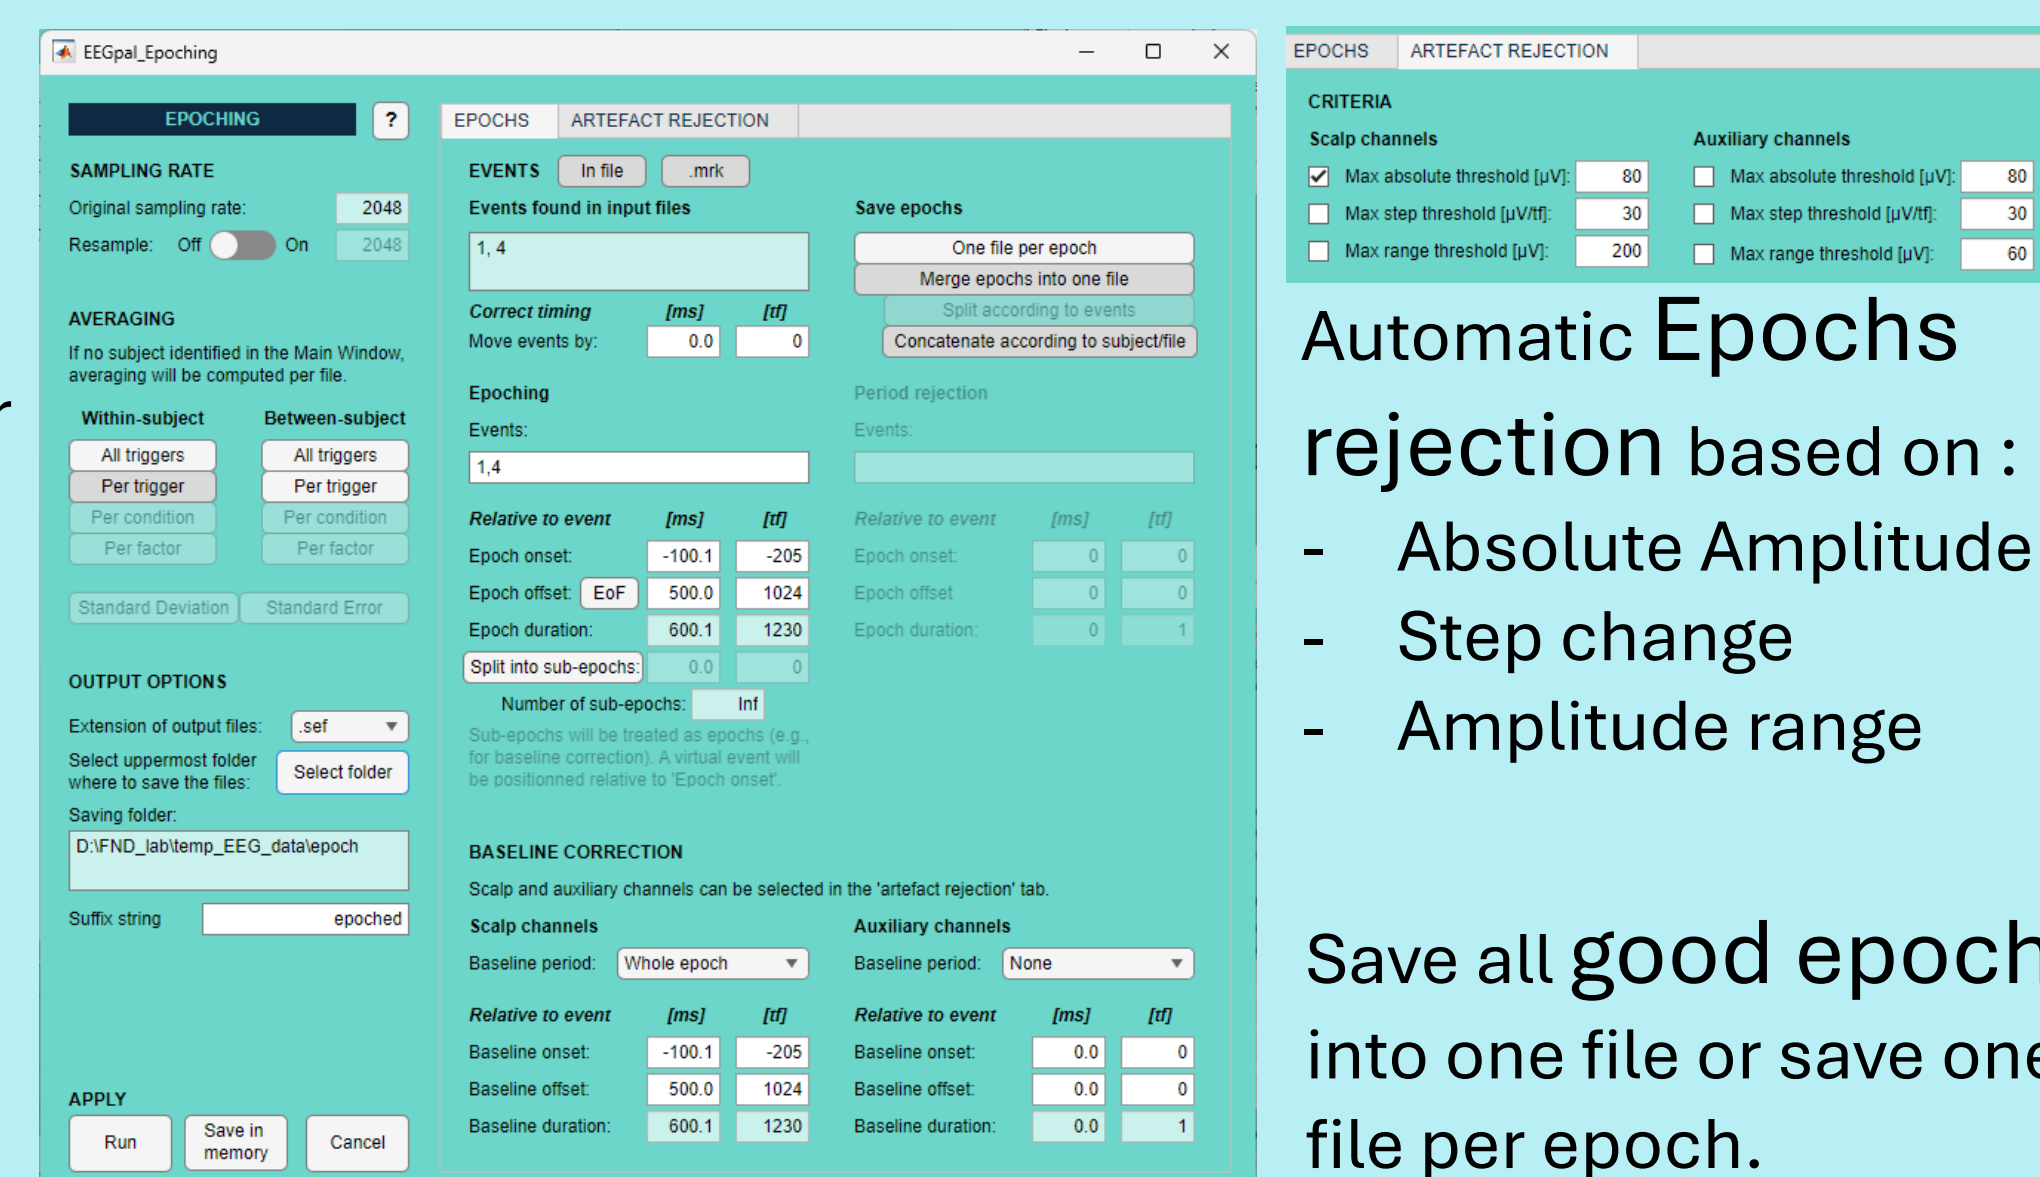 EEGpal_Epoching
EPOCHING
?
SAMPLING RATE
Original sampling rate: 2048
Resample: Off On 2048
AVERAGING
If no subject identified in the Main Window,
averaging will be computed per file.
Within-subject Between-subject
All triggers All triggers
Per trigger Per trigger
Per condition Per condition
Per factor Per factor
Standard Deviation Standard Error
OUTPUT OPTIONS
Extension of output files: .sef
Select uppermost folder
where to save the files: Select folder
Saving folder:
D:\FND_lab\temp_EEG_data\epoch
Suffix string epoched
APPLY
Run Save in memory Cancel
EPOCHS ARTEFACT REJECTION
EVENTS In file .mrk
Events found in input files
1, 4
Correct timing [ms] [tf]
Move events by: 0.0 0
Save epochs
One file per epoch
Merge epochs into one file
Split according to events
Concatenate according to subject/file
Epoching
Events:
1,4
Relative to event [ms] [tf]
Epoch onset: -100.1 -205
Epoch offset: EoF 500.0 1024
Epoch duration: 600.1 1230
Split into sub-epochs: 0.0 0
Number of sub-epochs: Inf
Sub-epochs will be treated as epochs (e.g.,
for baseline correction). A virtual event will
be positionned relative to 'Epoch onset'.
Period rejection
Events:
Relative to event [ms] [tf]
Epoch onset: 0 0
Epoch offset 0 0
Epoch duration: 0 1
BASELINE CORRECTION
Scalp and auxiliary channels can be selected in the 'artefact rejection' tab.
Scalp channels
Baseline period: Whole epoch
Relative to event [ms] [tf]
Baseline onset: -100.1 -205
Baseline offset: 500.0 1024
Baseline duration: 600.1 1230
Auxiliary channels
Baseline period: None
Relative to event [ms] [tf]
Baseline onset: 0.0 0
Baseline offset: 0.0 0
Baseline duration: 0.0 1
EPOCHS ARTEFACT REJECTION
CRITERIA
Scalp channels Auxiliary channels
Max absolute threshold [µV]: 80 Max absolute threshold [µV]: 80
Max step threshold [µV/tf]: 30 Max step threshold [µV/tf]: 30
Max range threshold [µV]: 200 Max range threshold [µV]: 60
Automatic Epochs
rejection based on :
- Absolute Amplitude
- Step change
- Amplitude range
Save all good epoch
into one file or save one
file per epoch.